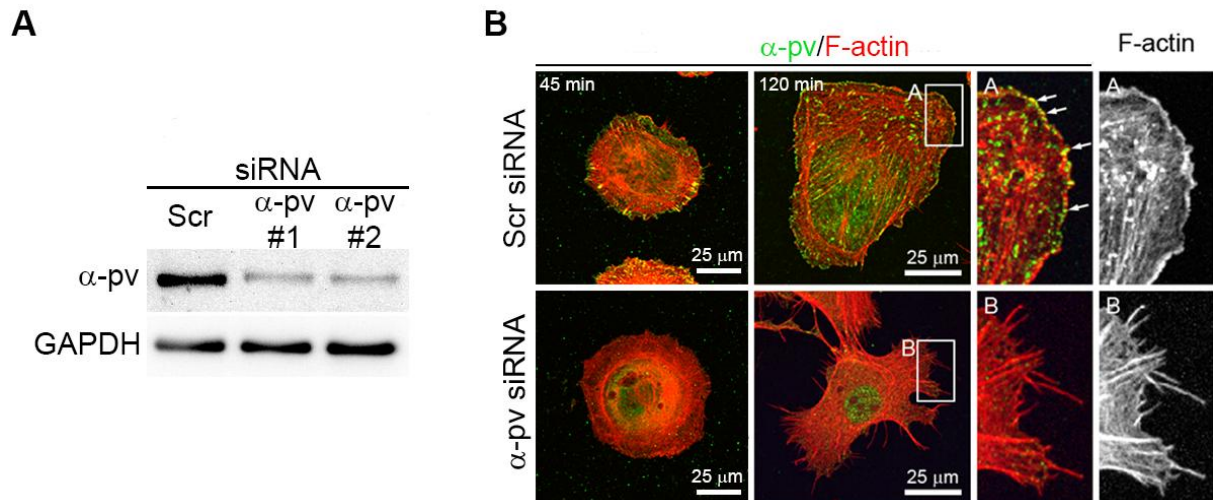 A
siRNA
Scr
α-pv
#1
α-pv
#2
α-pv
GAPDH
B
α-pv/F-actin
F-actin
Scr siRNA
45 min
25 μm
120 min
A
25 μm
A
A
α-pv siRNA
25 μm
B
25 μm
B
B